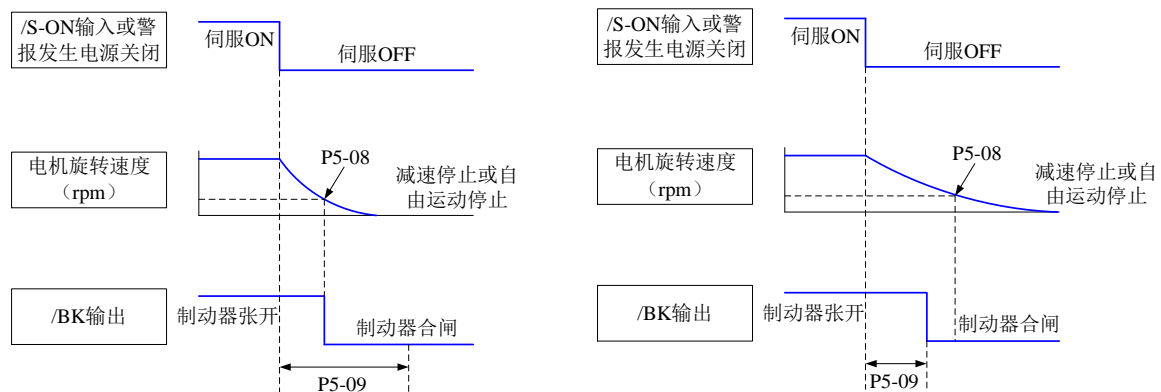 /S-ON输入或警
报发生电源关闭
伺服ON
伺服OFF
电机旋转速度
（rpm）
P5-08
减速停止或自
由运动停止
/BK输出
制动器张开
制动器合闸
P5-09
/S-ON输入或警
报发生电源关闭
伺服ON
伺服OFF
电机旋转速度
（rpm）
P5-08
减速停止或自
由运动停止
/BK输出
制动器张开
制动器合闸
P5-09